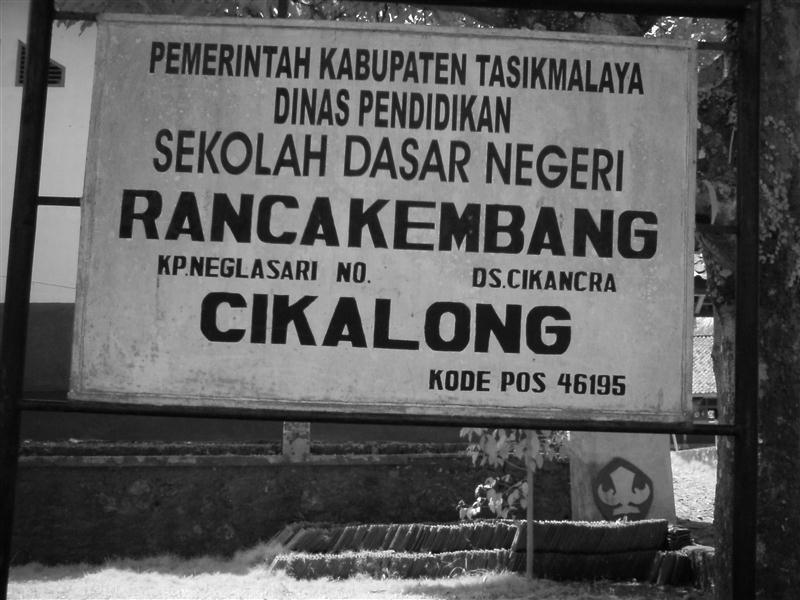 PEMERINTAH KABUPATEN TASIKMALAYA
DINAS PENDIDIKAN
SEKOLAH DASAR NEGERI
RANCAKEMBANG
KP.NEGLASARI NO. DS.CIKANCRA
CIKALONG
KODE POS 46195